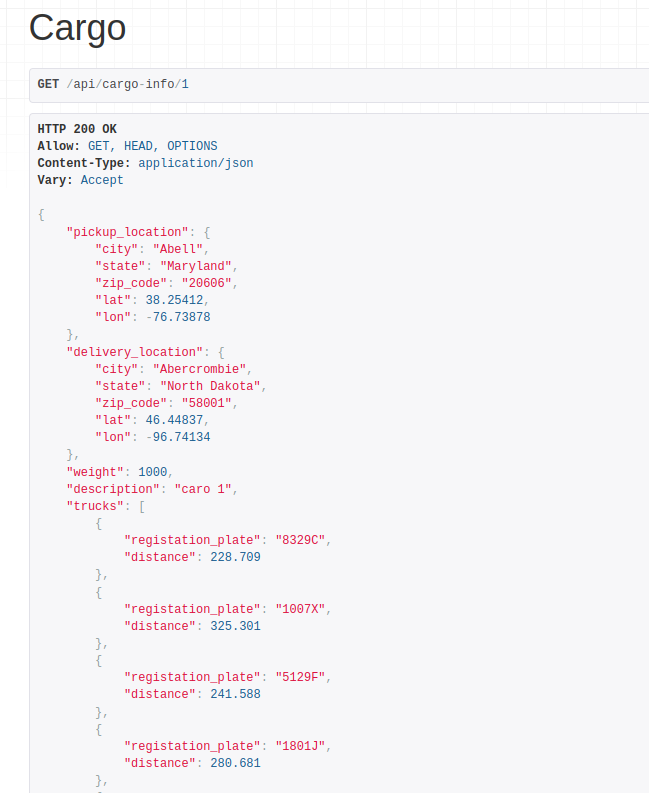 Cargo
GET /api/cargo-info/1
HTTP 200 OK
Allow: GET, HEAD, OPTIONS
Content-Type: application/json
Vary: Accept
{
    "pickup_location": {
        "city": "Abell",
        "state": "Maryland",
        "zip_code": "20606",
        "lat": 38.25412,
        "lon": -76.73878
    },
    "delivery_location": {
        "city": "Abercrombie",
        "state": "North Dakota",
        "zip_code": "58001",
        "lat": 46.44837,
        "lon": -96.74134
    },
    "weight": 1000,
    "description": "caro 1",
    "trucks": [
        {
            "registation_plate": "8329C",
            "distance": 228.709
        },
        {
            "registation_plate": "1007X",
            "distance": 325.301
        },
        {
            "registation_plate": "5129F",
            "distance": 241.588
        },
        {
            "registation_plate": "1801J",
            "distance": 280.681
        },